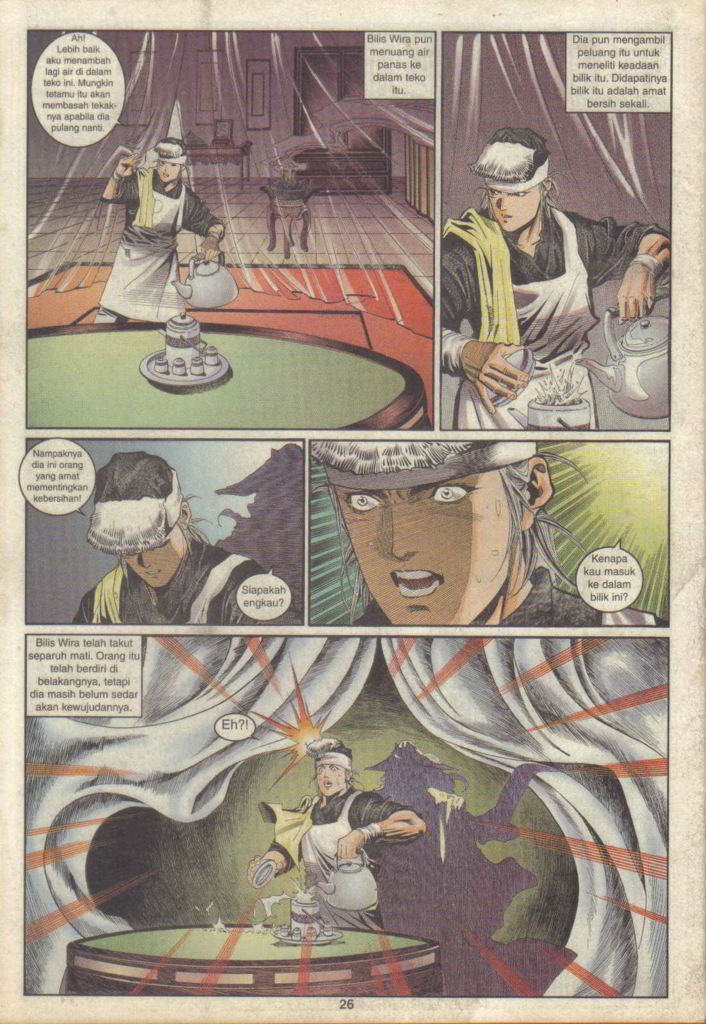 Ah!
Lebih baik
aku menambah
lagi air di dalam
teko ini. Mungkin
tetamu itu akan
membasah tekak-
nya apabila dia
pulang nanti.
Bilis Wira pun
menuang air
panas ke
dalam teko
itu.
Dia pun mengambil
peluang itu untuk
meneliti keadaan
bilik itu. Didapatinya
bilik itu adalah amat
bersih sekali.
Nampaknya
dia ini orang
yang amat
mementingkan
kebersihan!
Siapakah
engkau?
Kenapa
kau masuk
ke dalam
bilik ini?
Bilis Wira telah takut
separuh mati. Orang itu
telah berdiri di
belakangnya, tetapi
dia masih belum sedar
akan kewujudannya.
Eh?!
26